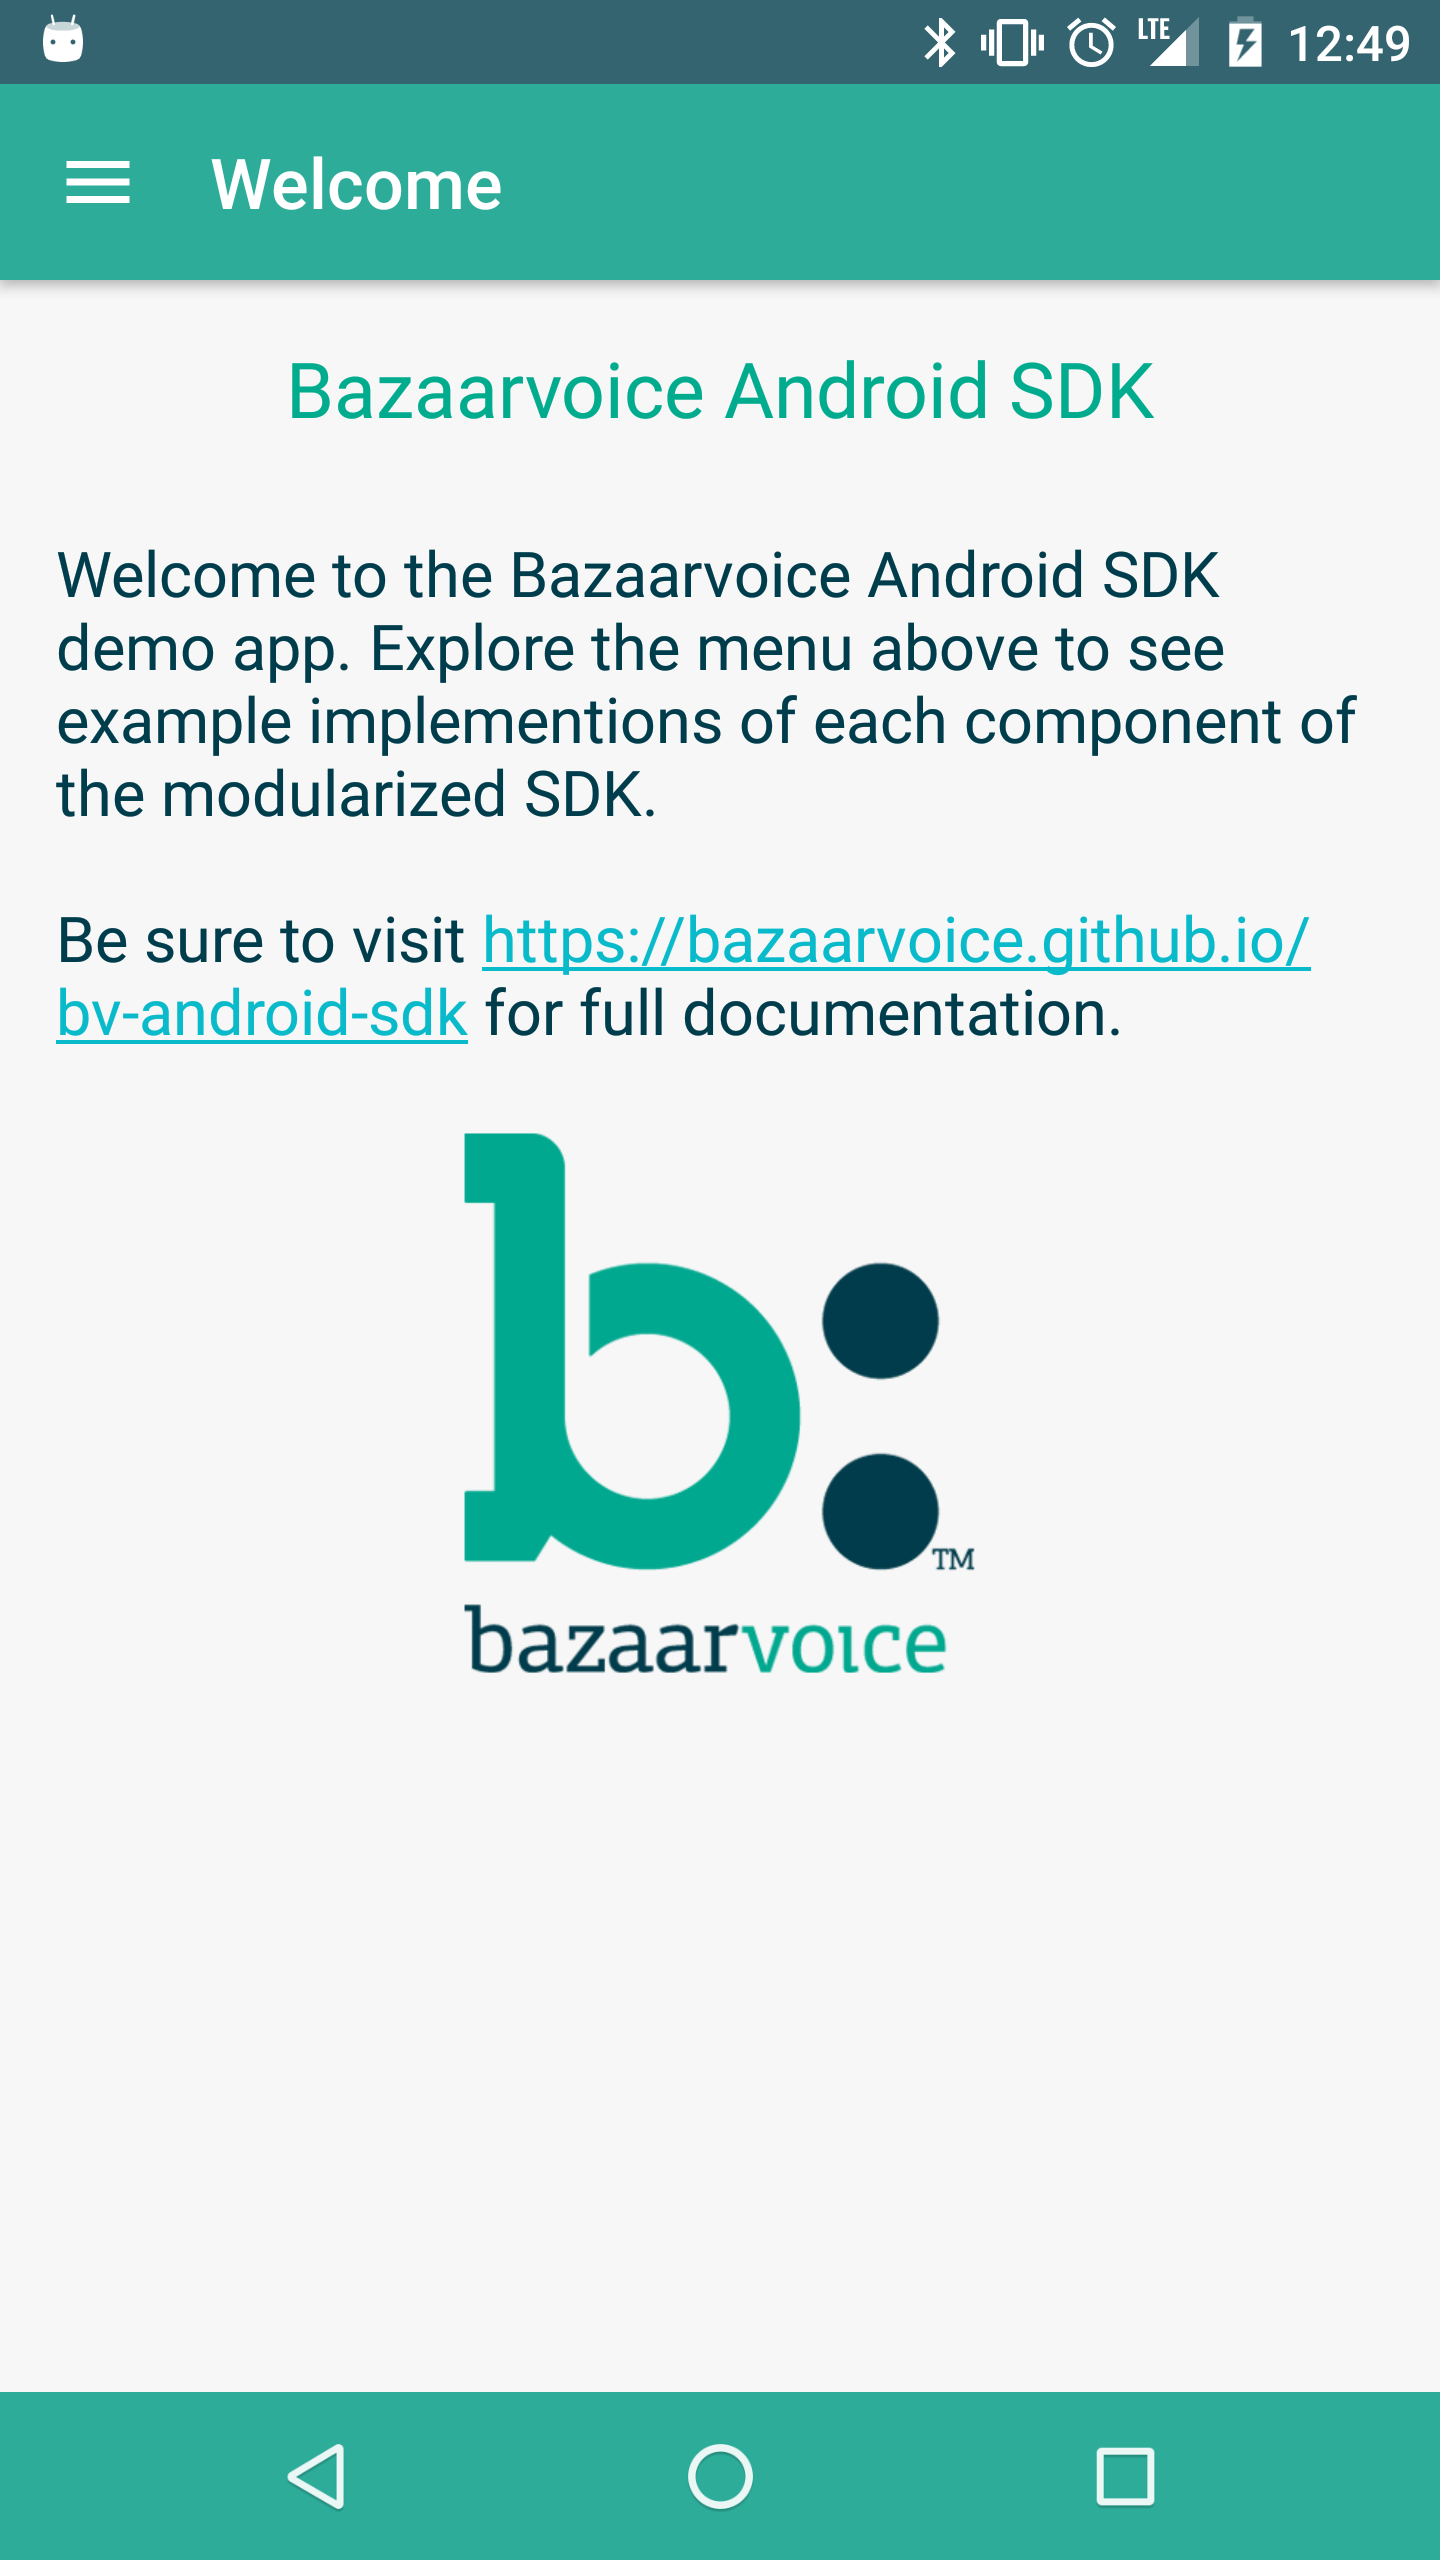 LTE 12:49
Welcome
Bazaarvoice Android SDK
Welcome to the Bazaarvoice Android SDK
demo app. Explore the menu above to see
example implementions of each component of
the modularized SDK.
Be sure to visit https://bazaarvoice.github.io/
bv-android-sdk for full documentation.
b:
TM
bazaarvoice